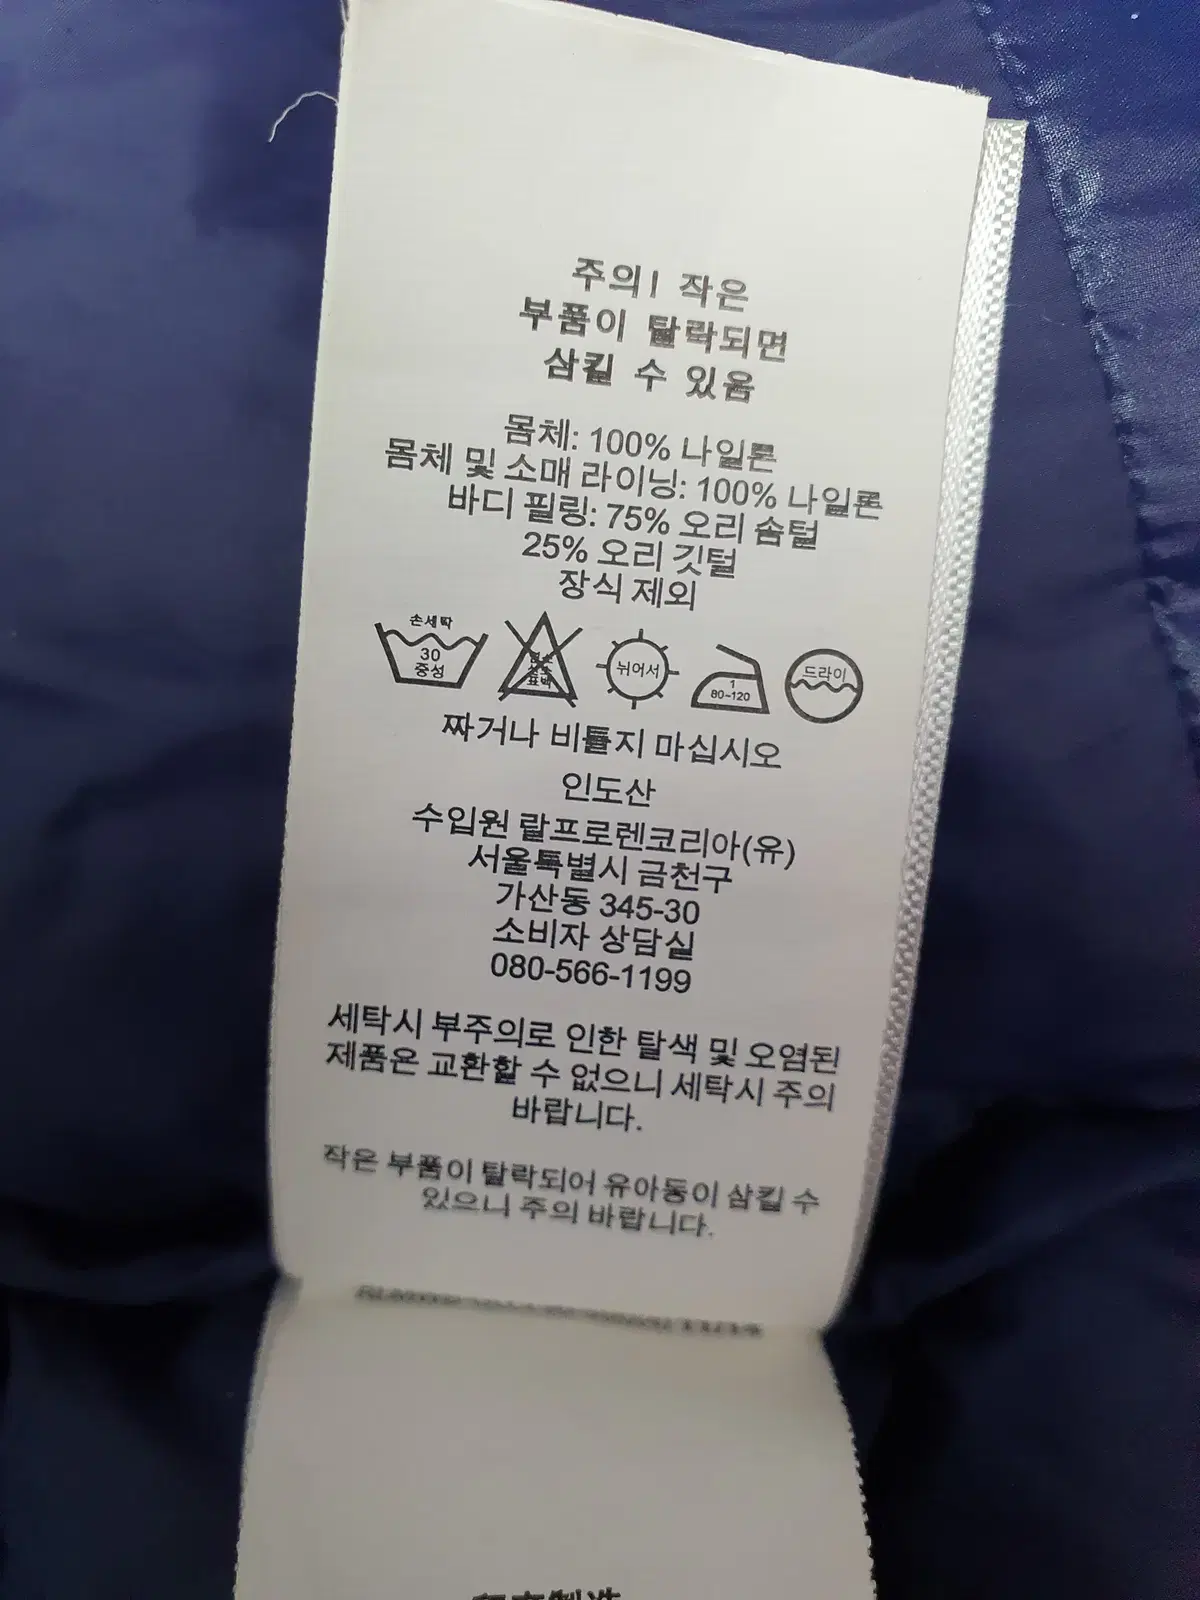 주의! 작은
부품이 탈락되면
삼킬 수 있음
몸체: 100% 나일론
몸체 및 소매 라이닝: 100% 나일론
바디 필링: 75% 오리 솜털
25% 오리 깃털
장식 제외
손세탁
30
중성
뉘어서
1
80~120
드라이
짜거나 비틀지 마십시오
인도산
수입원 랄프로렌코리아(유)
서울특별시 금천구
가산동 345-30
소비자 상담실
080-566-1199
세탁시 부주의로 인한 탈색 및 오염된
제품은 교환할 수 없으니 세탁시 주의
바랍니다.
작은 부품이 탈락되어 유아동이 삼킬 수
있으니 주의 바랍니다.